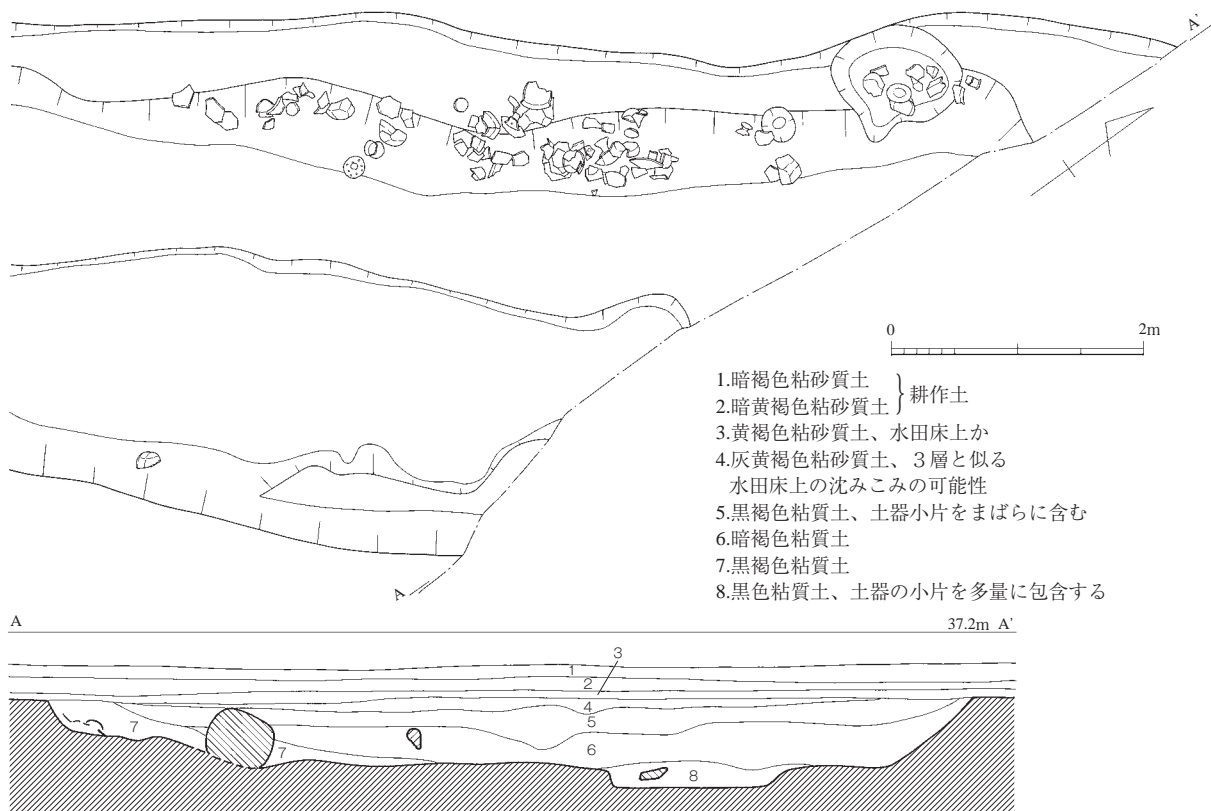 A'
0 2m
1.暗褐色粘砂質土
2.暗黄褐色粘砂質土
耕作土
3.黄褐色粘砂質土、水田床上か
4.灰黄褐色粘砂質土、３層と似る
水田床上の沈みこみの可能性
5.黒褐色粘質土、土器小片をまばらに含む
6.暗褐色粘質土
7.黒褐色粘質土
8.黒色粘質土、土器の小片を多量に包含する
A
A 37.2m A'
3
1
2
4
5
7
7
6
8